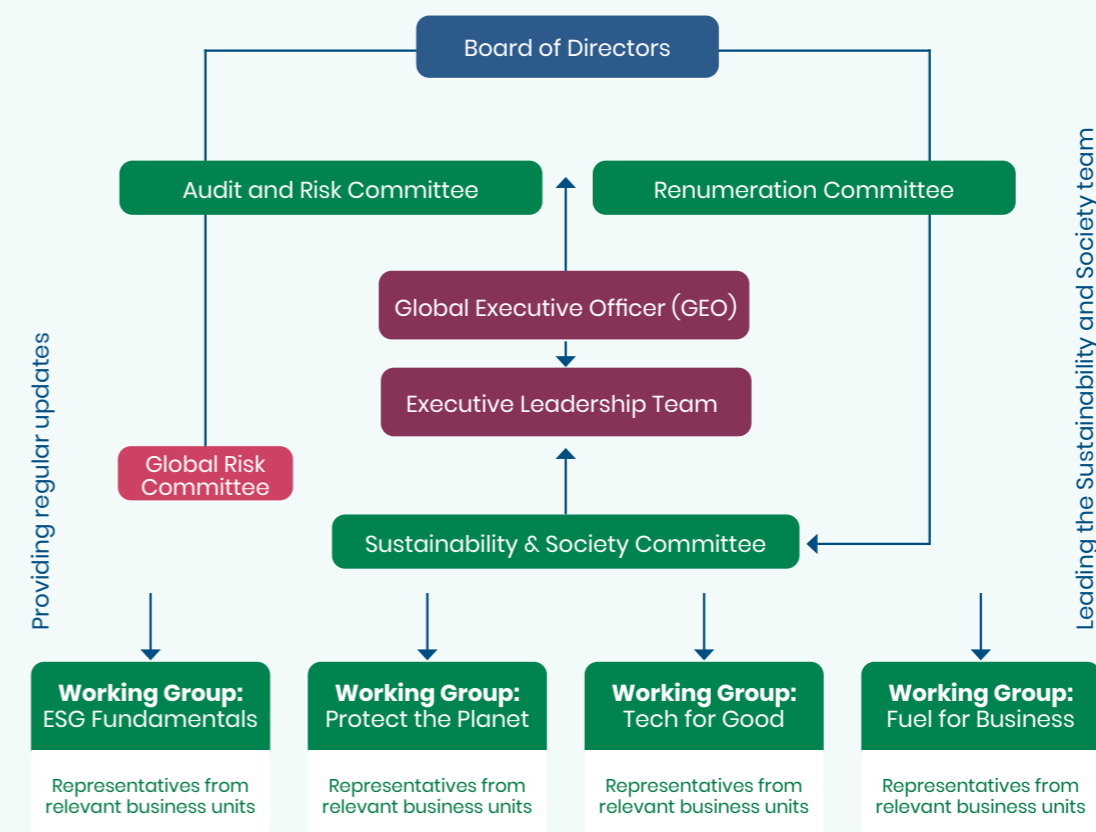 Board of Directors
Audit and Risk Committee
Renumeration Committee
Global Executive Officer (GEO)
Executive Leadership Team
Global Risk
Committee
Sustainability & Society Committee
Providing regular updates
Leading the Sustainability and Society team
Working Group:
ESG Fundamentals
Representatives from
relevant business units
Working Group:
Protect the Planet
Representatives from
relevant business units
Working Group:
Tech for Good
Representatives from
relevant business units
Working Group:
Fuel for Business
Representatives from
relevant business units